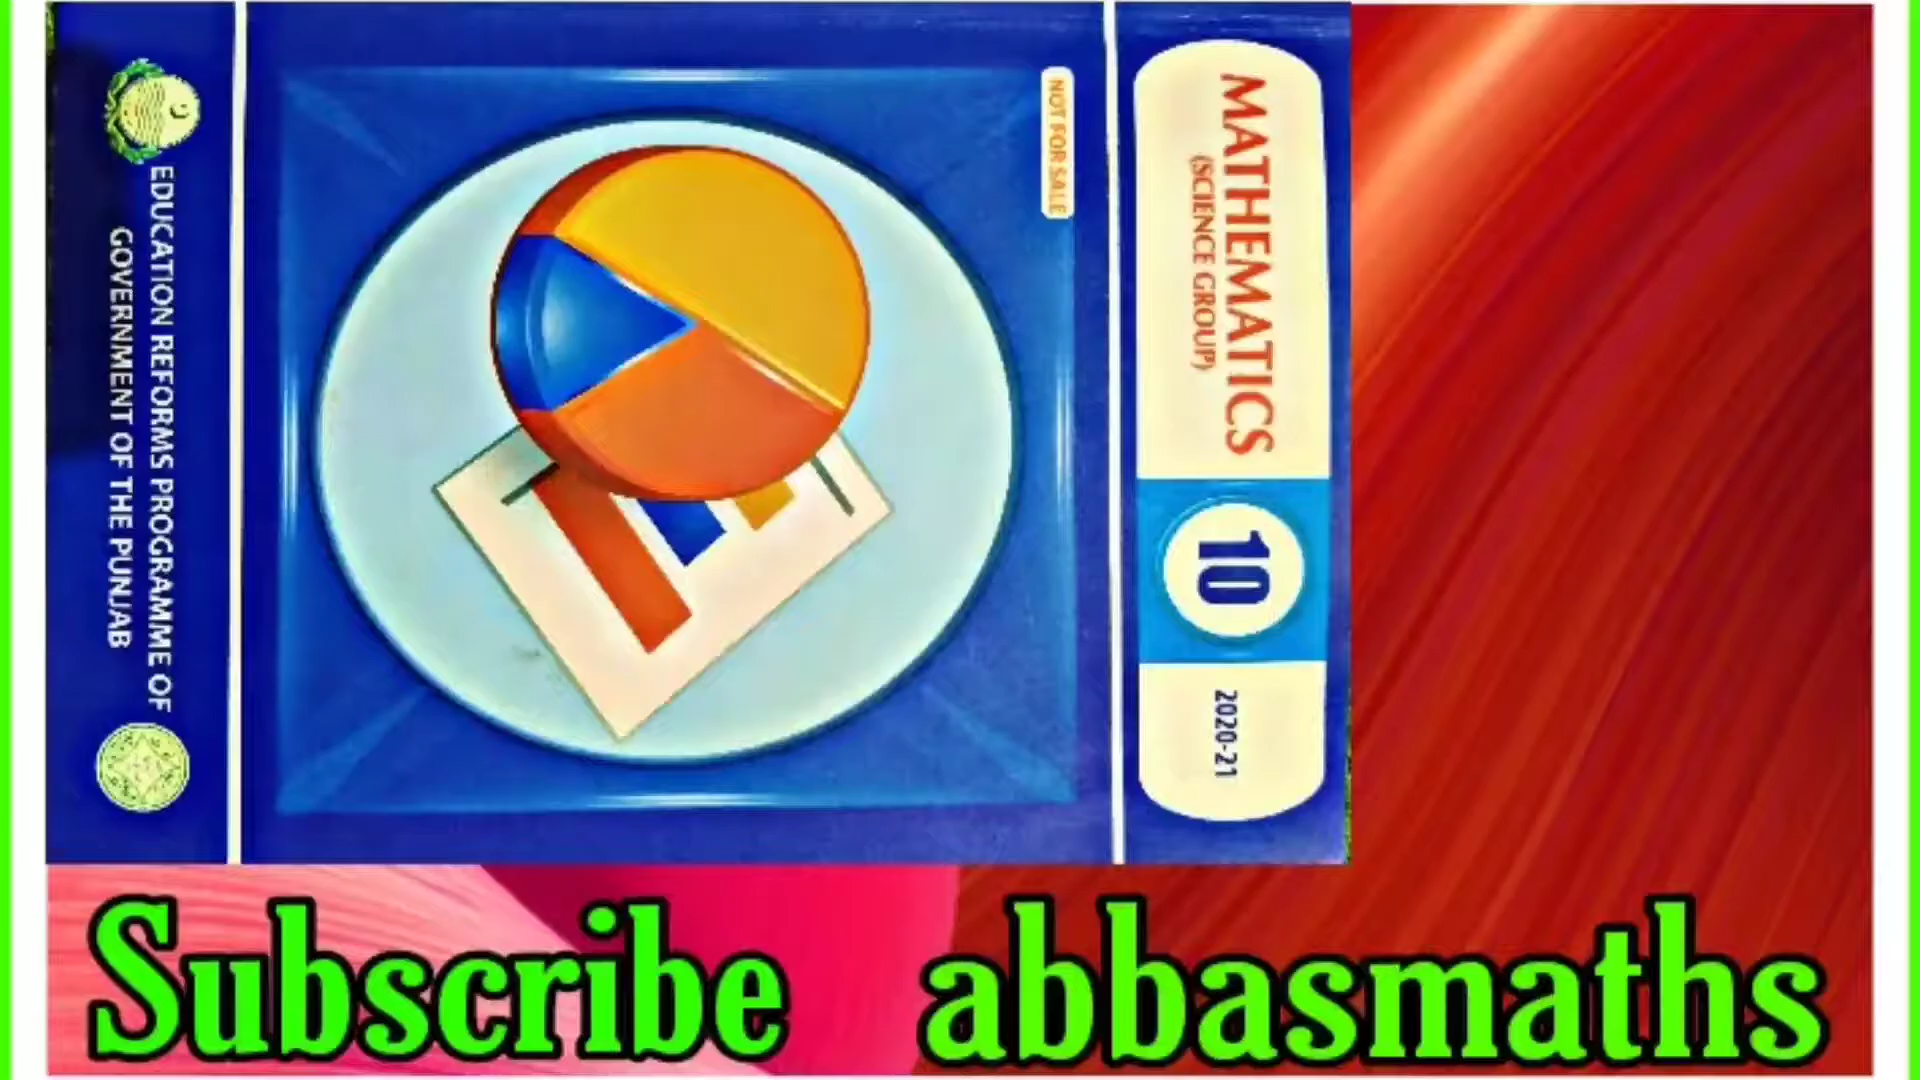 MATHEMATICS
(SCIENCE GROUP)
10
2020-21
NOT FOR SALE
EDUCATION REFORMS PROGRAMME OF
GOVERNMENT OF THE PUNJAB
Subscribe abbasmaths